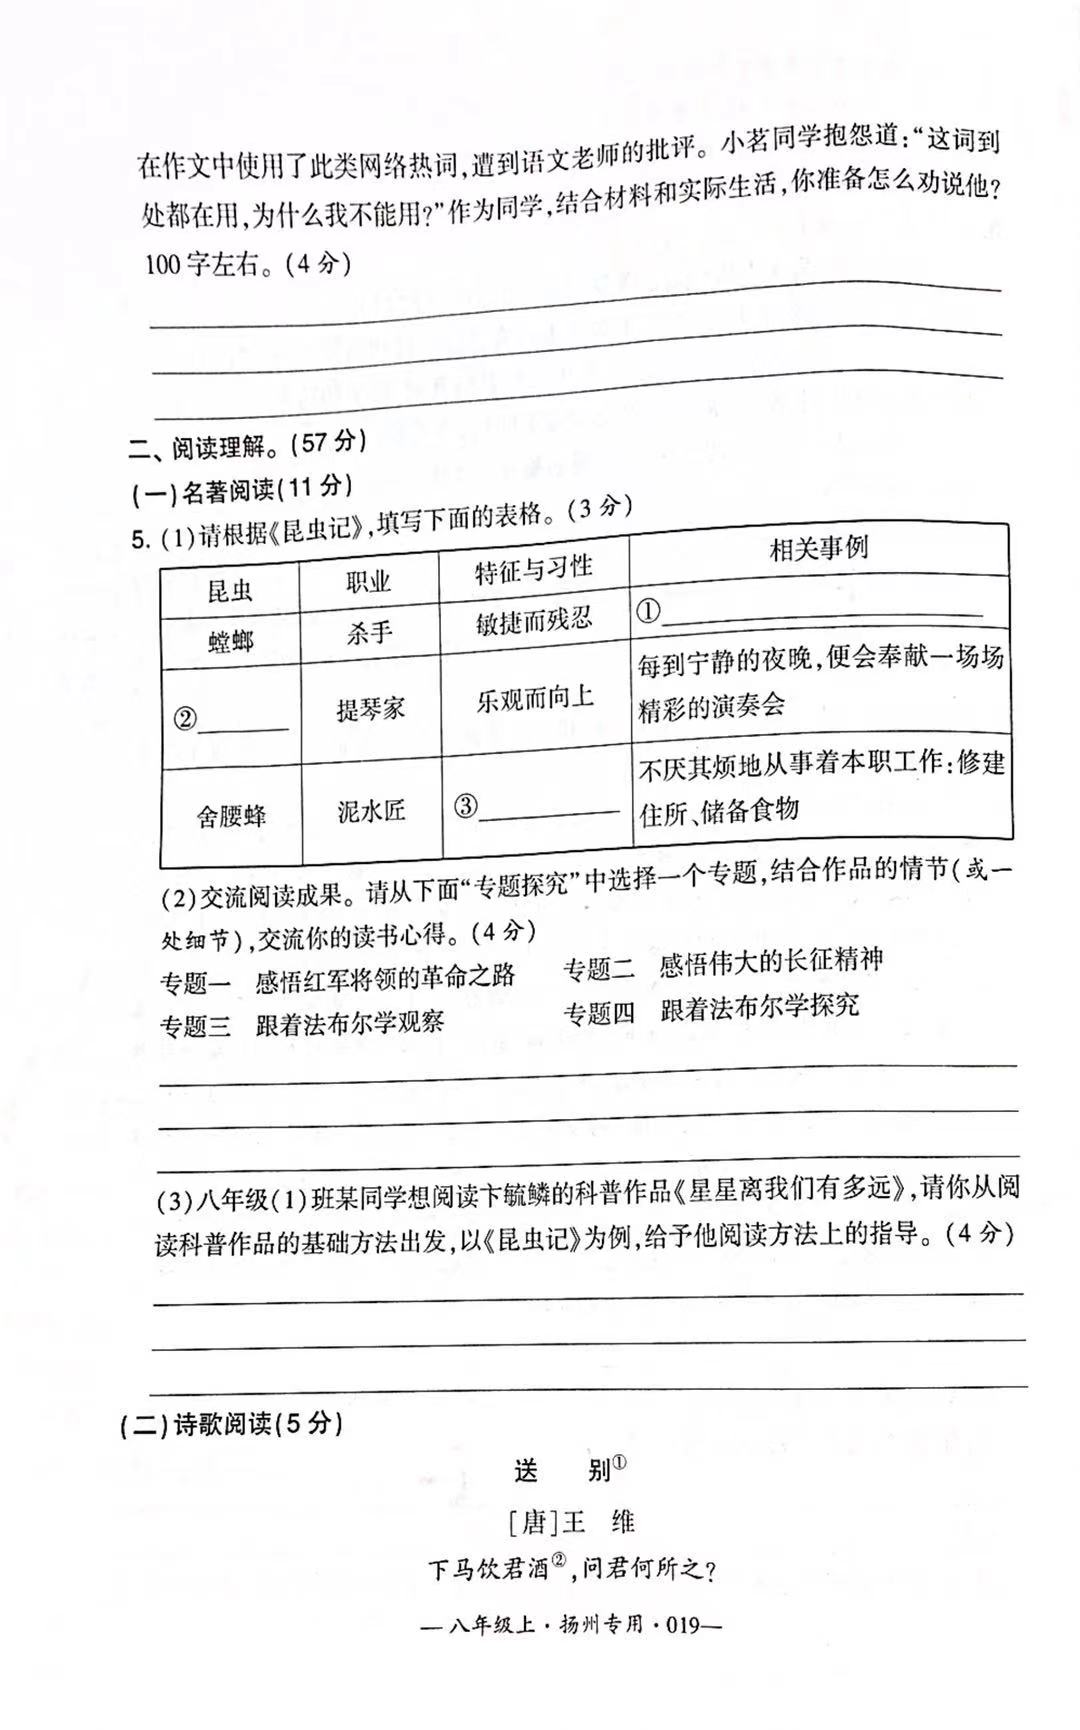 在作文中使用了此类网络热词,遭到语文老师的批评。小茗同学抱怨道:“这词到
处都在用,为什么我不能用?”作为同学,结合材料和实际生活,你准备怎么劝说他?
100字左右。(4分)
二、阅读理解。(57分)
(一)名著阅读(11分)
5. (1)请根据《昆虫记》,填写下面的表格。(3分)
昆虫 职业 特征与习性 相关事例
螳螂 杀手 敏捷而残忍 ①
② 提琴家 乐观而向上 每到宁静的夜晚,便会奉献一场场
精彩的演奏会
舍腰蜂 泥水匠 ③ 不厌其烦地从事着本职工作:修建
住所、储备食物
(2)交流阅读成果。请从下面“专题探究”中选择一个专题,结合作品的情节(或一
处细节),交流你的读书心得。(4分)
专题一 感悟红军将领的革命之路 专题二 感悟伟大的长征精神
专题三 跟着法布尔学观察 专题四 跟着法布尔学探究
(3)八年级(1)班某同学想阅读卞毓鳞的科普作品《星星离我们有多远》,请你从阅
读科普作品的基础方法出发,以《昆虫记》为例,给予他阅读方法上的指导。(4分)
(二)诗歌阅读(5分)
送 别①
[唐]王 维
下马饮君酒②,问君何所之?
—八年级上·扬州专用·019—